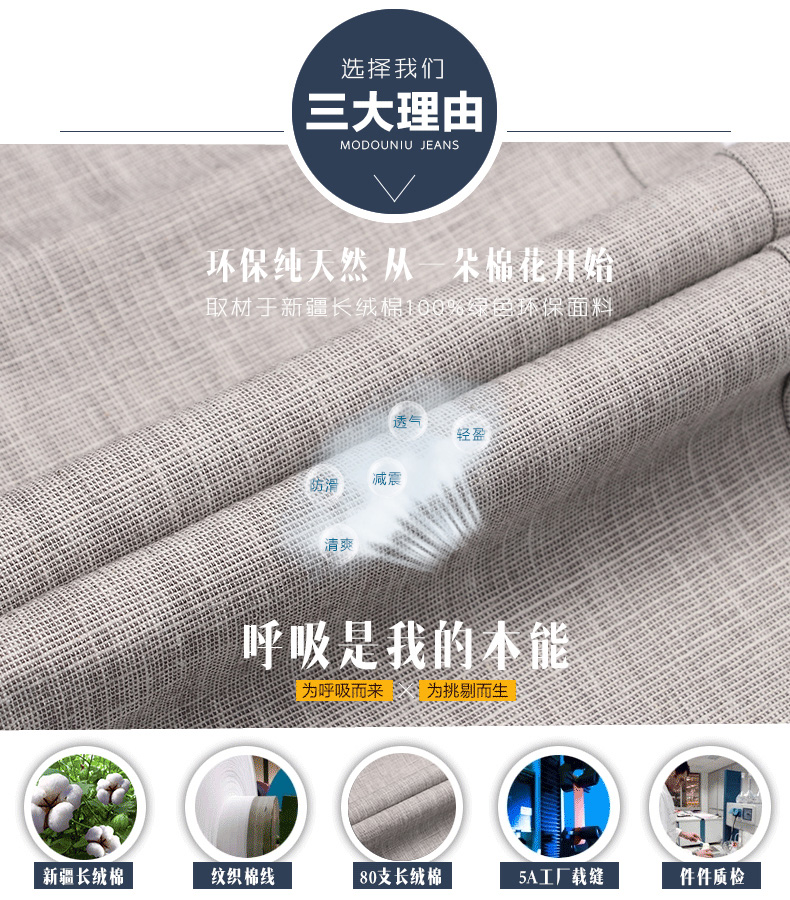 选择我们
三大理由
MODOUNIU JEANS
环保纯天然 从一朵棉花开始
取材于新疆长绒棉100%绿色环保面料
透气
轻盈
防滑
减震
清爽
呼吸是我的本能
为呼吸而来 × 为挑剔而生
新疆长绒棉
纹织棉线
80支长绒棉
5A工厂载缝
件件质检